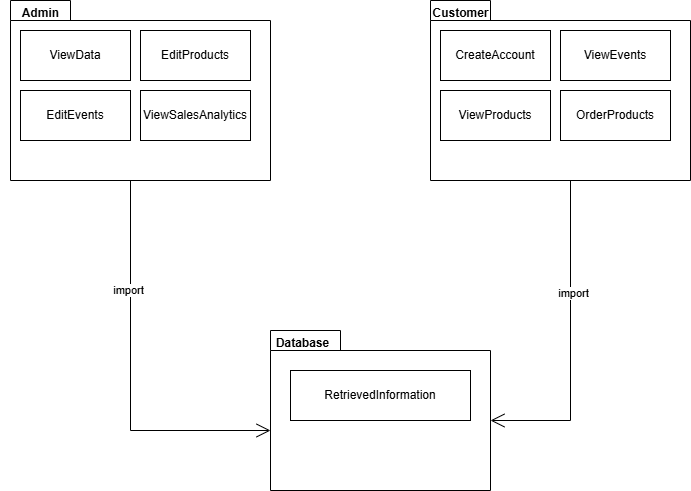 Admin
ViewData
EditProducts
EditEvents
ViewSalesAnalytics
Customer
CreateAccount
ViewEvents
ViewProducts
OrderProducts
import
import
Database
RetrievedInformation